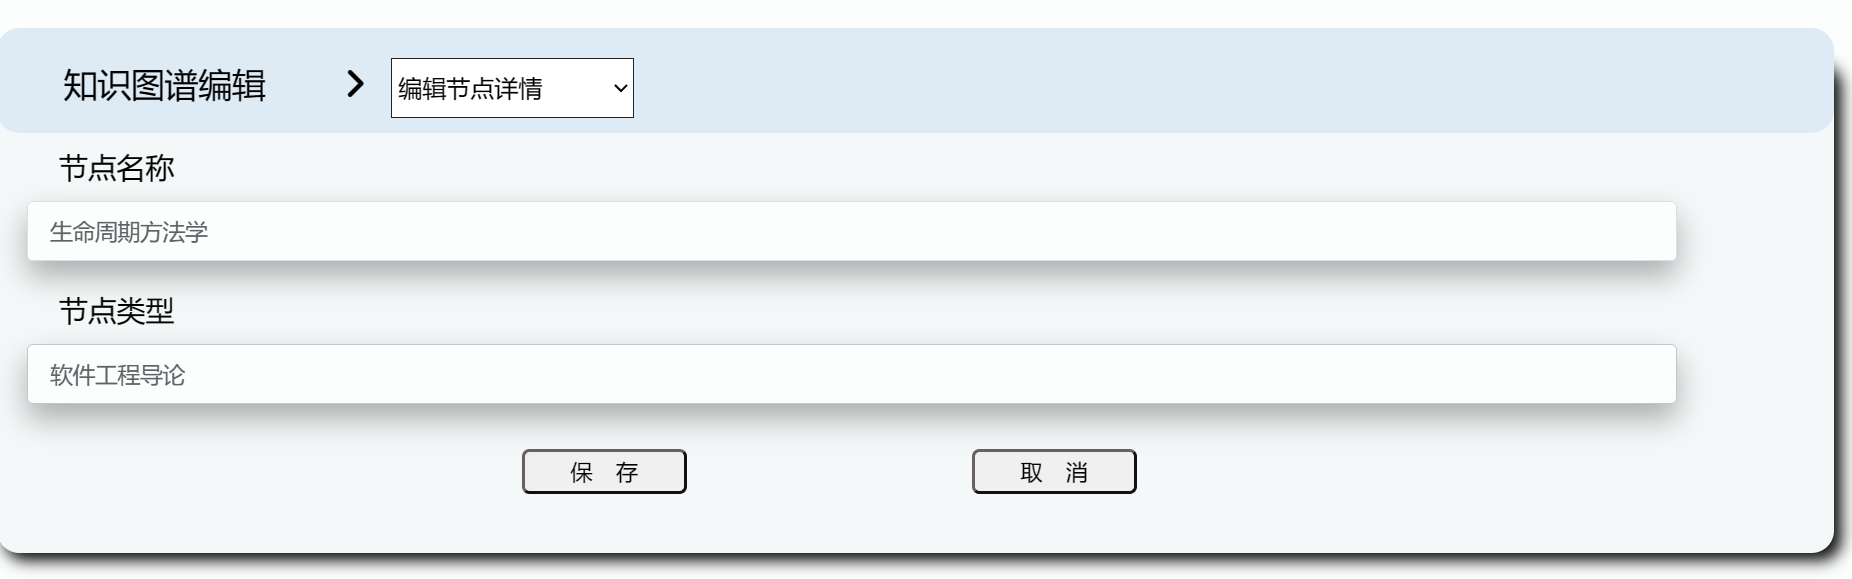 知识图谱编辑 编辑节点详情
节点名称
生命周期方法学
节点类型
软件工程导论
保 存 取 消